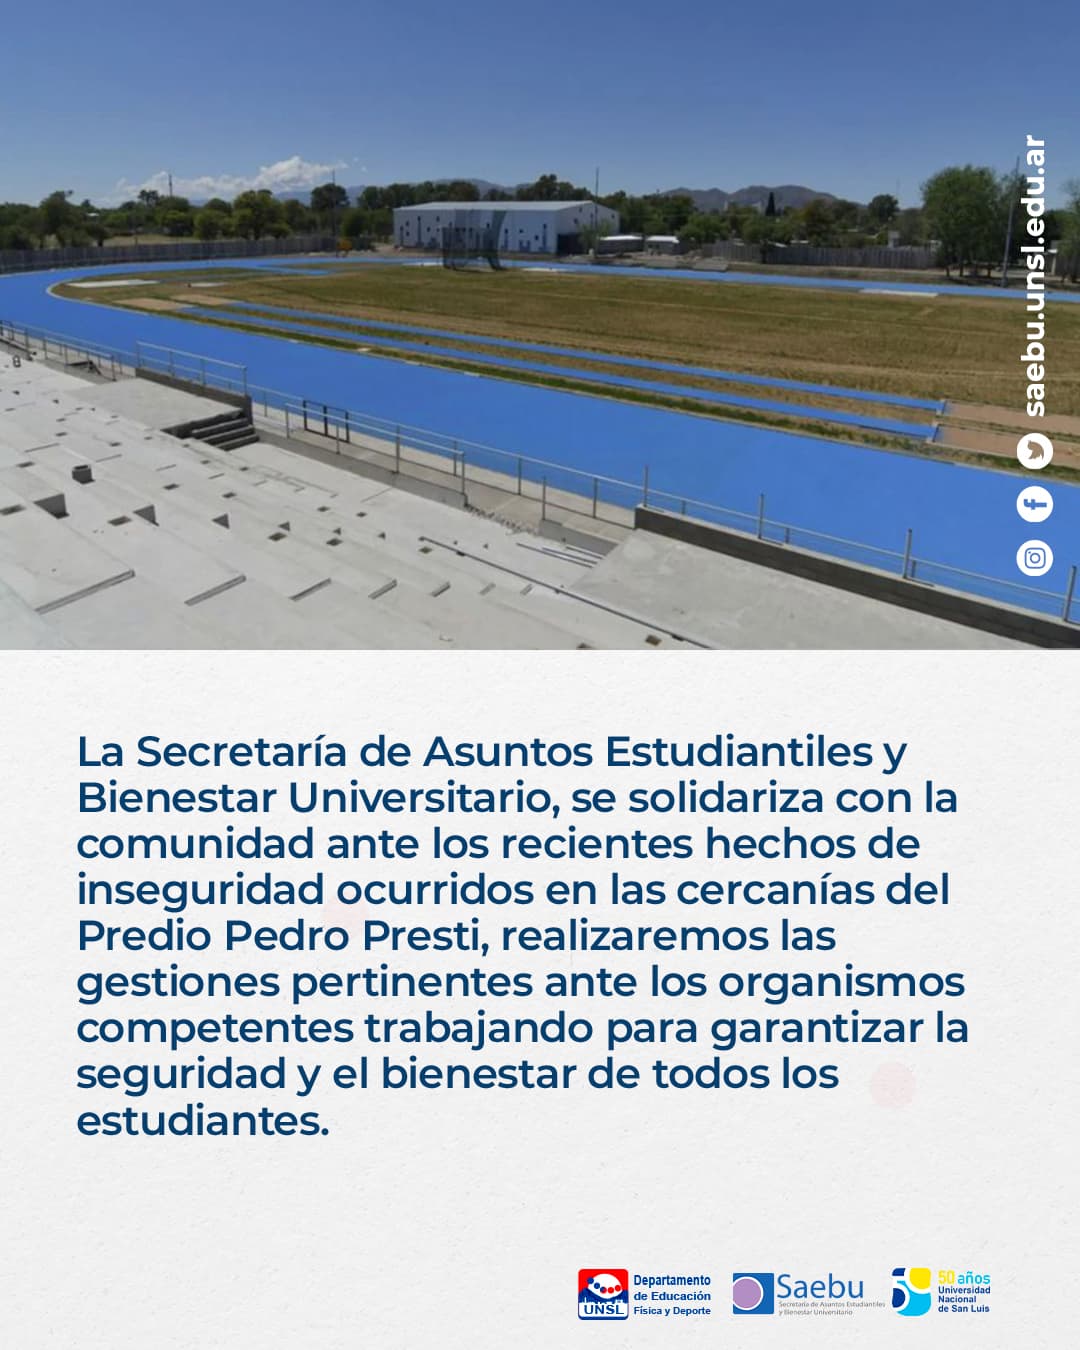 saebu.unsl.edu.ar
La Secretaría de Asuntos Estudiantiles y
Bienestar Universitario, se solidariza con la
comunidad ante los recientes hechos de
inseguridad ocurridos en las cercanías del
Predio Pedro Presti, realizaremos las
gestiones pertinentes ante los organismos
competentes trabajando para garantizar la
seguridad y el bienestar de todos los
estudiantes.
UNSL
Departamento
de Educación
Física y Deporte
Saebu
Secretaría de Asuntos Estudiantiles
y Bienestar Universitario
50 años
Universidad
Nacional
de San Luis